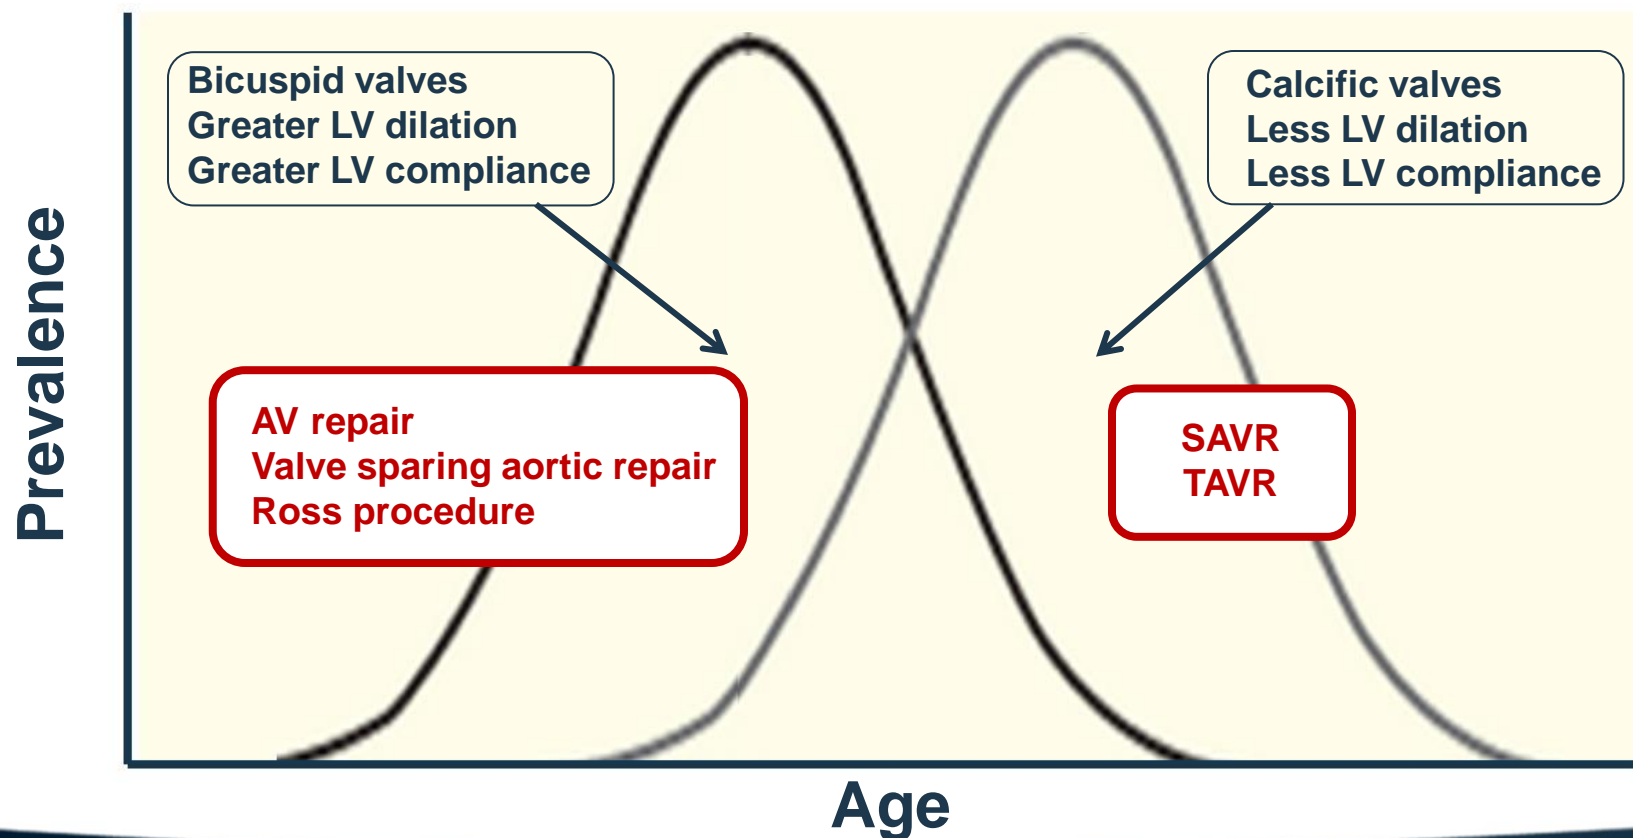 Bicuspid valves
Greater LV dilation
Greater LV compliance
Calcific valves
Less LV dilation
Less LV compliance
Prevalence
AV repair
Valve sparing aortic repair
Ross procedure
SAVR
TAVR
Age